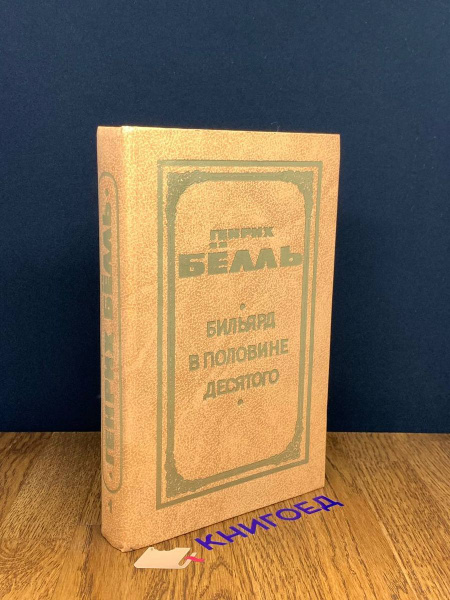 ГЕНРИХ
БЁЛЛЬ
БИЛЬЯРД
В ПОЛОВИНЕ
ДЕСЯТОГО
ГЕНРИХ БЁЛЛЬ
КНИГОЕД